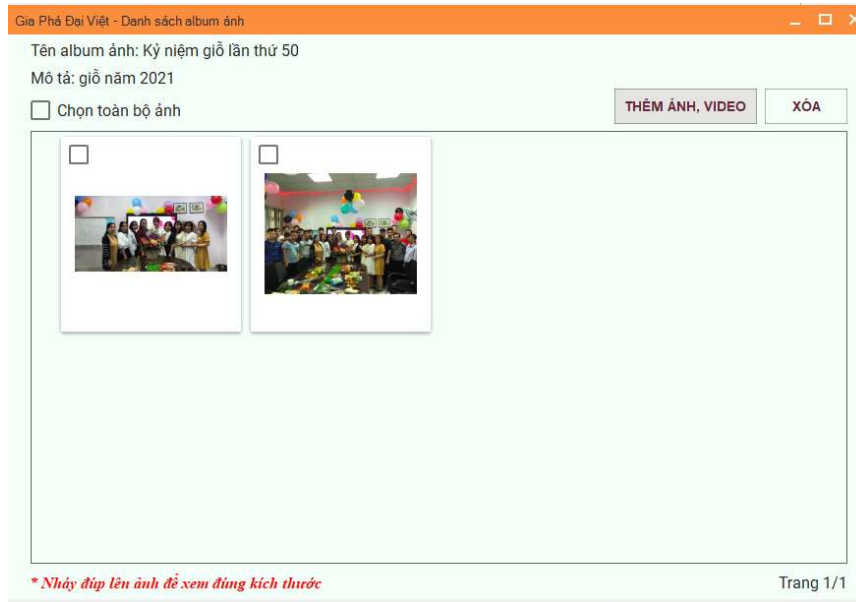 Gia Phả Đại Việt - Danh sách album ảnh
Tên album ảnh: Kỷ niệm giỗ lần thứ 50
Mô tả: giỗ năm 2021
Chọn toàn bộ ảnh
THÊM ẢNH, VIDEO
XÓA
* Nháy đúp lên ảnh để xem đúng kích thước
Trang 1/1